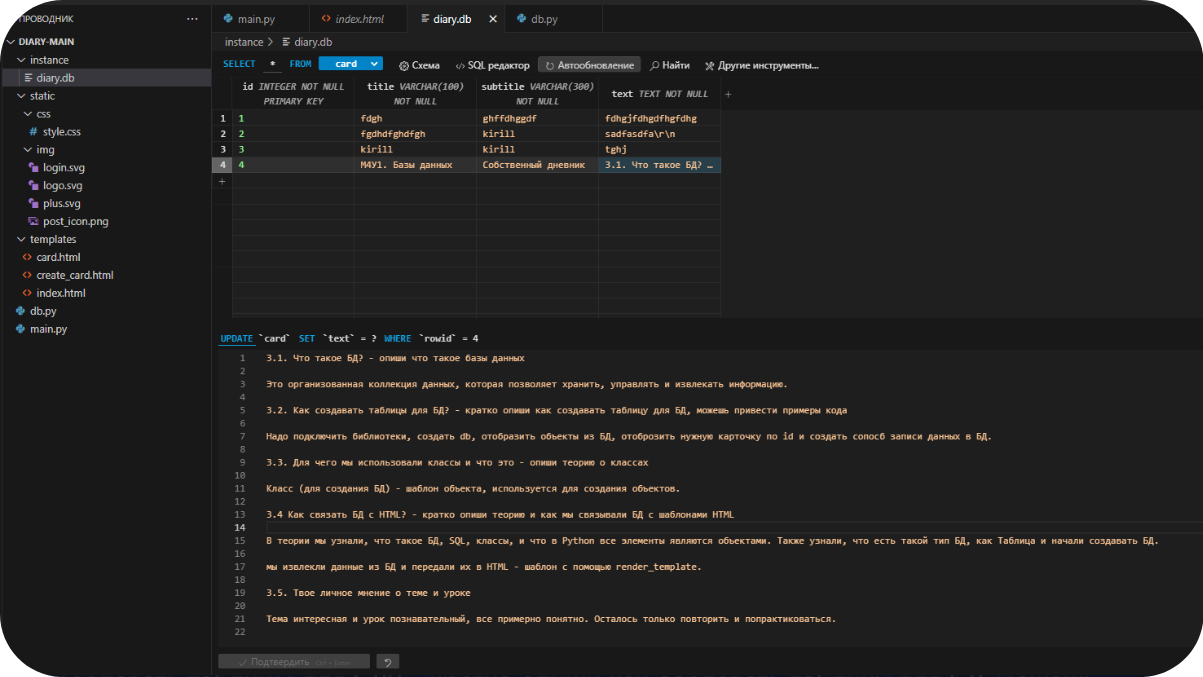 ПРОВОДНИК ...
main.py index.html diary.db × db.py
DIARY-MAIN
instance > diary.db
instance
diary.db
static
css
style.css
img
login.svg
logo.svg
plus.svg
post_icon.png
templates
card.html
create_card.html
index.html
db.py
main.py
SELECT * FROM card Схема SQL редактор Автообновление Найти Другие инструменты...
id INTEGER NOT NULL PRIMARY KEY title VARCHAR(100) NOT NULL subtitle VARCHAR(300) NOT NULL text TEXT NOT NULL +
1 1 fdgh ghffdhggdf fdhgjfdhgdfhgfdhg
2 2 fgdhdfghdfgh kirill sadfasdfa\r\n
3 3 kirill kirill tghj
4 4 М4У1. Базы данных Собственный дневник 3.1. Что такое БД? …
+
UPDATE `card` SET `text` = ? WHERE `rowid` = 4
1 3.1. Что такое БД? - опиши что такое базы данных
2
3 Это организованная коллекция данных, которая позволяет хранить, управлять и извлекать информацию.
4
5 3.2. Как создавать таблицы для БД? - кратко опиши как создавать таблицу для БД, можешь привести примеры кода
6
7 Надо подключить библиотеки, создать db, отобразить объекты из БД, отоброзить нужную карточку по id и создать сопосб записи данных в БД.
8
9 3.3. Для чего мы использовали классы и что это - опиши теорию о классах
10
11 Класс (для создания БД) - шаблон объекта, используется для создания объектов.
12
13 3.4 Как связать БД с HTML? - кратко опиши теорию и как мы связывали БД с шаблонами HTML
14
15 В теории мы узнали, что такое БД, SQL, классы, и что в Python все элементы являются объектами. Также узнали, что есть такой тип БД, как Таблица и начали создавать БД.
16
17 мы извлекли данные из БД и передали их в HTML - шаблон с помощью render_template.
18
19 3.5. Твое личное мнение о теме и уроке
20
21 Тема интересная и урок познавательный, все примерно понятно. Осталось только повторить и попрактиковаться.
22
Подтвердить Ctrl + Enter